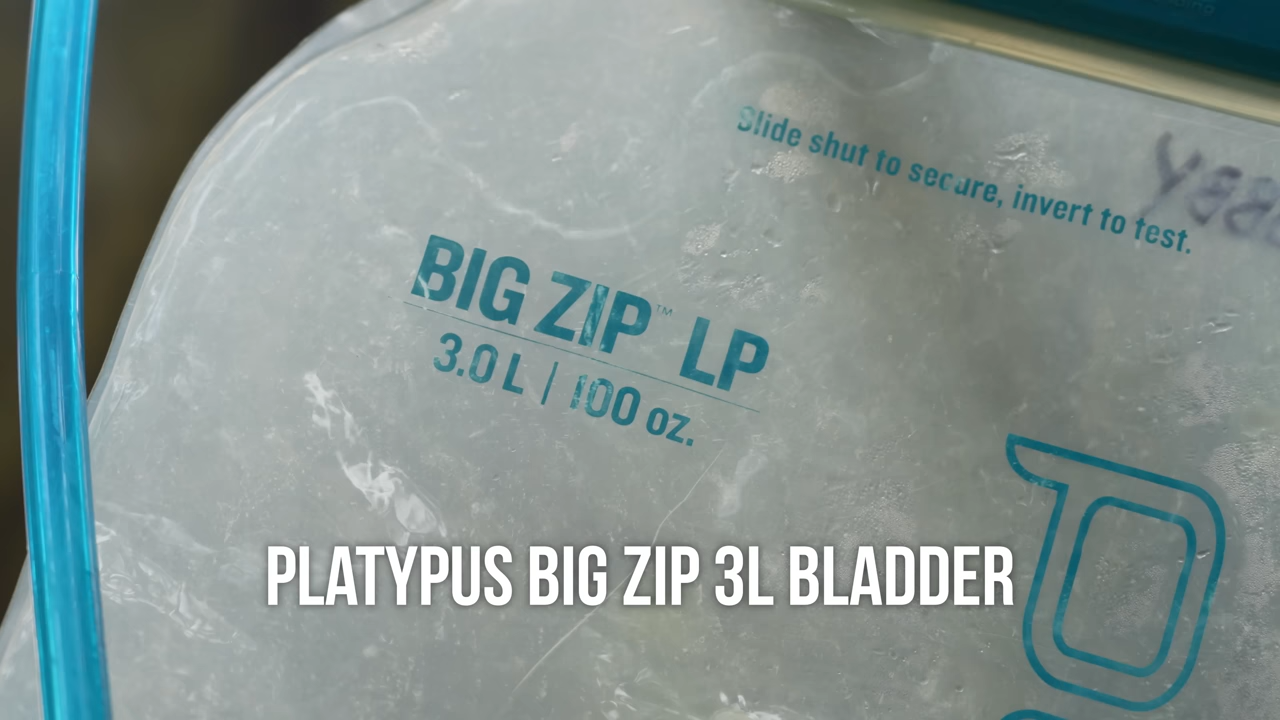 Slide shut to secure, invert to test.
BIG ZIP™ LP
3.0 L | 100 oz.
PLATYPUS BIG ZIP 3L BLADDER